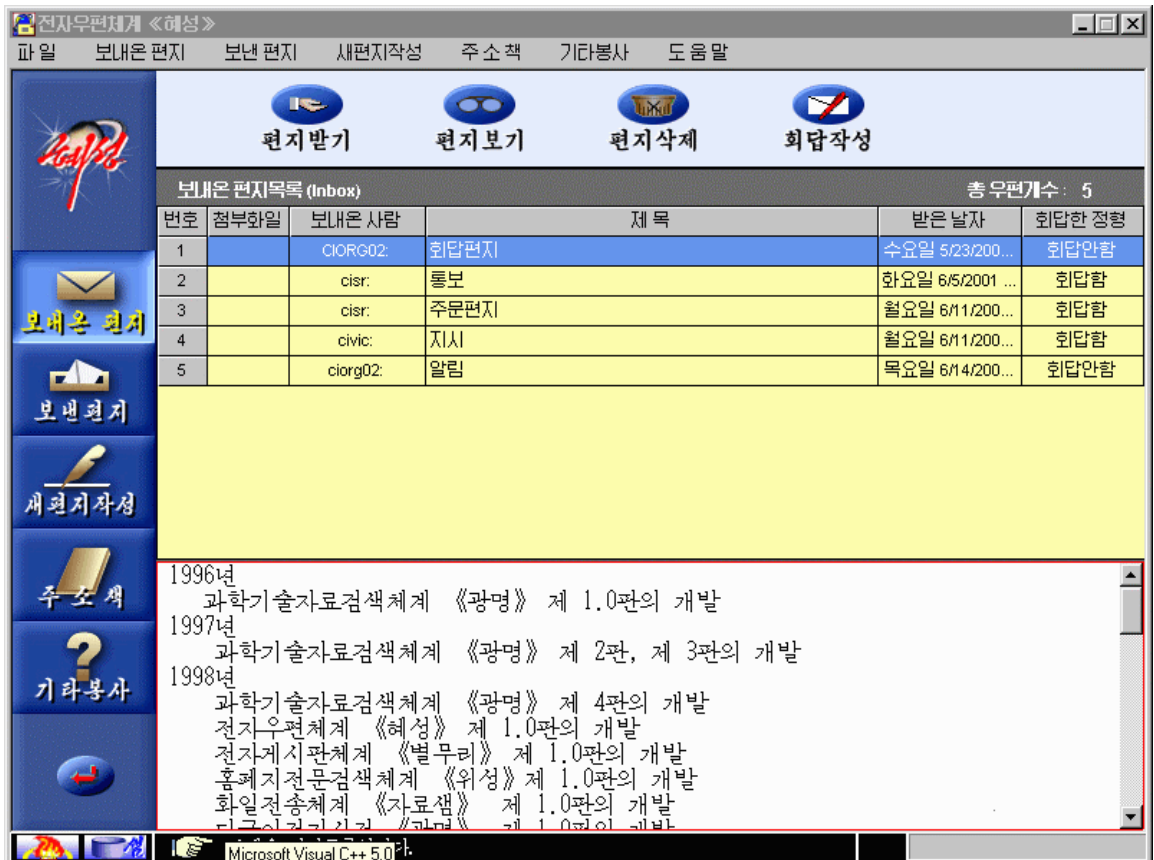 전자우편체계 《혜성》
파일 보내온 편지 보낸 편지 새편지작성 주소책 기타봉사 도움말
혜성
편지받기 편지보기 편지삭제 회답작성
보내온 편지목록 (Inbox) 총 우편개수 : 5
번호 첨부화일 보내온 사람 제 목 받은 날자 회답한 정형
1 CIORG02: 회답편지 수요일 5/23/200... 회답안함
2 cisr: 통보 화요일 6/5/2001 ... 회답함
3 cisr: 주문편지 월요일 6/11/200... 회답함
4 civic: 지시 월요일 6/11/200... 회답함
5 ciorg02: 알림 목요일 6/14/200... 회답안함
보내온 편지
보낸편지
새편지작성
주소책
기타봉사
1996년
과학기술자료검색체계 《광명》 제 1.0판의 개발
1997년
과학기술자료검색체계 《광명》 제 2판, 제 3판의 개발
1998년
과학기술자료검색체계 《광명》 제 4판의 개발
전자우편체계 《혜성》 제 1.0판의 개발
전자게시판체계 《별무리》 제 1.0판의 개발
홈페지전문검색체계 《위성》제 1.0판의 개발
화일전송체계 《자료샘》 제 1.0판의 개발
Microsoft Visual C++ 5.0